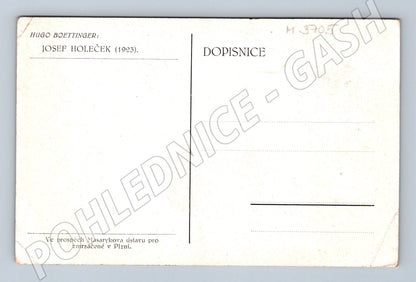 HUGO BOETTINGER:
JOSEF HOLEČEK (1923).
DOPISNICE
M 3705
Ve prospěch Masarykova ústavu pro
zmrzačené v Plzni.
POHLEDNICE - GASH